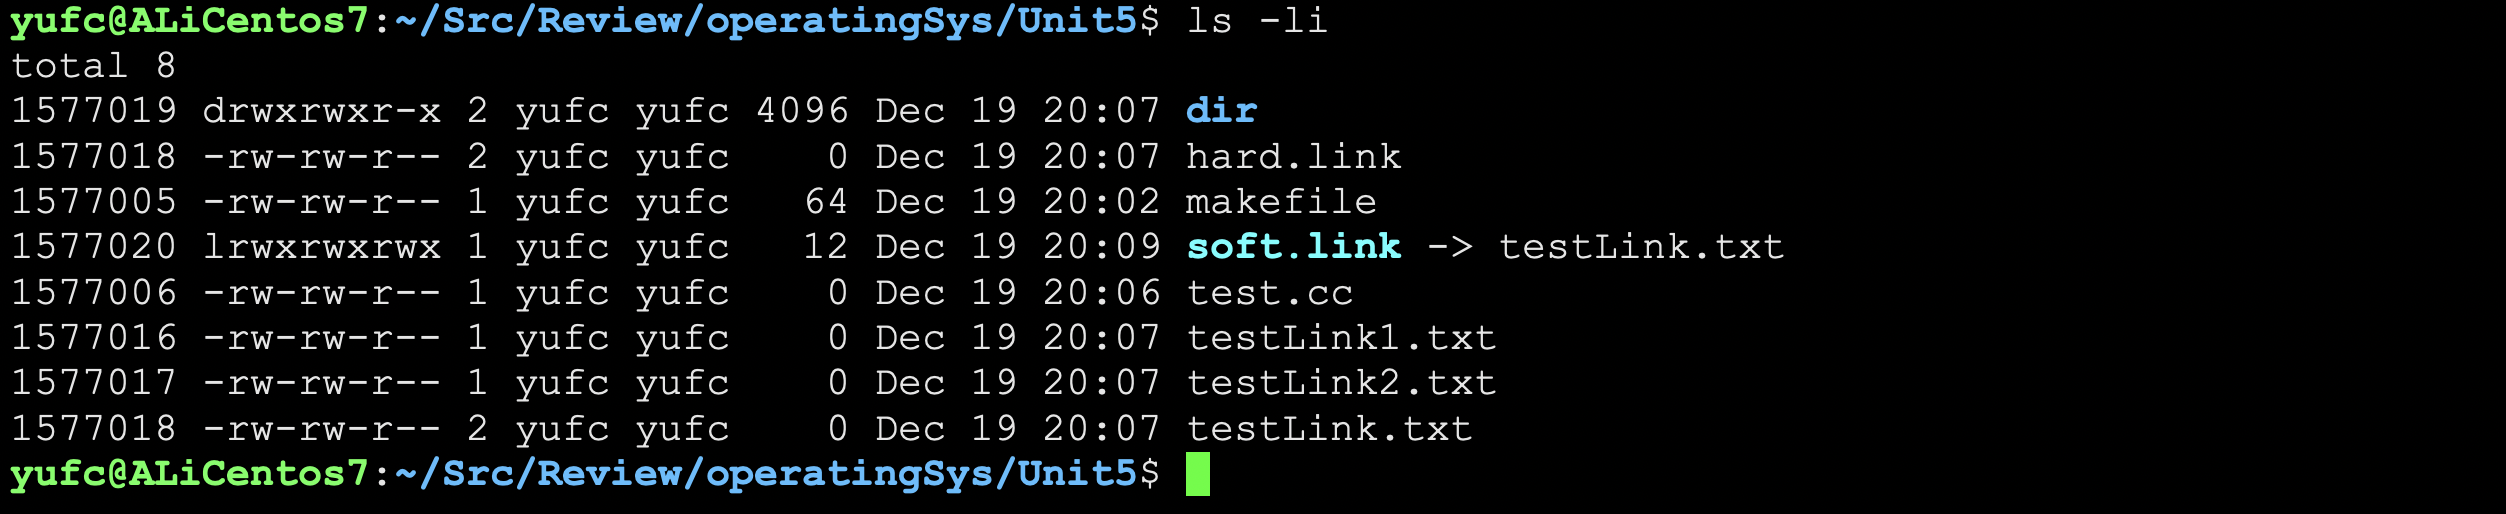 yufc@ALiCentos7:~/Src/Review/operatingSys/Unit5$ ls -li
total 8
1577019 drwxrwxr-x 2 yufc yufc 4096 Dec 19 20:07 dir
1577018 -rw-rw-r-- 2 yufc yufc    0 Dec 19 20:07 hard.link
1577005 -rw-rw-r-- 1 yufc yufc   64 Dec 19 20:02 makefile
1577020 lrwxrwxrwx 1 yufc yufc   12 Dec 19 20:09 soft.link -> testLink.txt
1577006 -rw-rw-r-- 1 yufc yufc    0 Dec 19 20:06 test.cc
1577016 -rw-rw-r-- 1 yufc yufc    0 Dec 19 20:07 testLink1.txt
1577017 -rw-rw-r-- 1 yufc yufc    0 Dec 19 20:07 testLink2.txt
1577018 -rw-rw-r-- 2 yufc yufc    0 Dec 19 20:07 testLink.txt
yufc@ALiCentos7:~/Src/Review/operatingSys/Unit5$